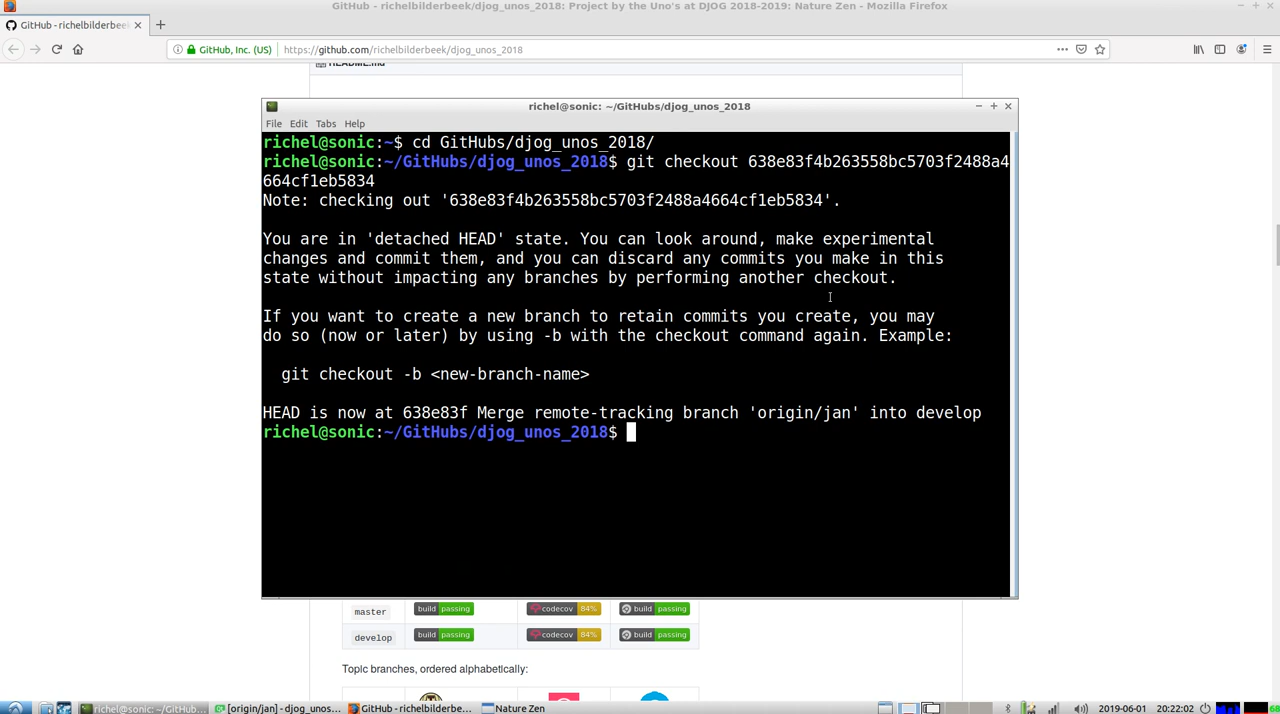 GitHub - richelbilderbeek/djog_unos_2018: Project by the Uno's at DJOG 2018-2019: Nature Zen - Mozilla Firefox
GitHub - richelbilderbeek
GitHub, Inc. (US)
https://github.com/richelbilderbeek/djog_unos_2018
README.md
richel@sonic: ~/GitHubs/djog_unos_2018
File Edit Tabs Help
richel@sonic:~$ cd GitHubs/djog_unos_2018/
richel@sonic:~/GitHubs/djog_unos_2018$ git checkout 638e83f4b263558bc5703f2488a4
664cf1eb5834
Note: checking out '638e83f4b263558bc5703f2488a4664cf1eb5834'.
You are in 'detached HEAD' state. You can look around, make experimental
changes and commit them, and you can discard any commits you make in this
state without impacting any branches by performing another checkout.
If you want to create a new branch to retain commits you create, you may
do so (now or later) by using -b with the checkout command again. Example:
git checkout -b <new-branch-name>
HEAD is now at 638e83f Merge remote-tracking branch 'origin/jan' into develop
richel@sonic:~/GitHubs/djog_unos_2018$
master build passing codecov 84% build passing
develop build passing codecov 84% build passing
Topic branches, ordered alphabetically:
richel@sonic: ~/GitHub...
[origin/jan] - djog_unos...
GitHub - richelbilderbee...
Nature Zen
2019-06-01 20:22:02